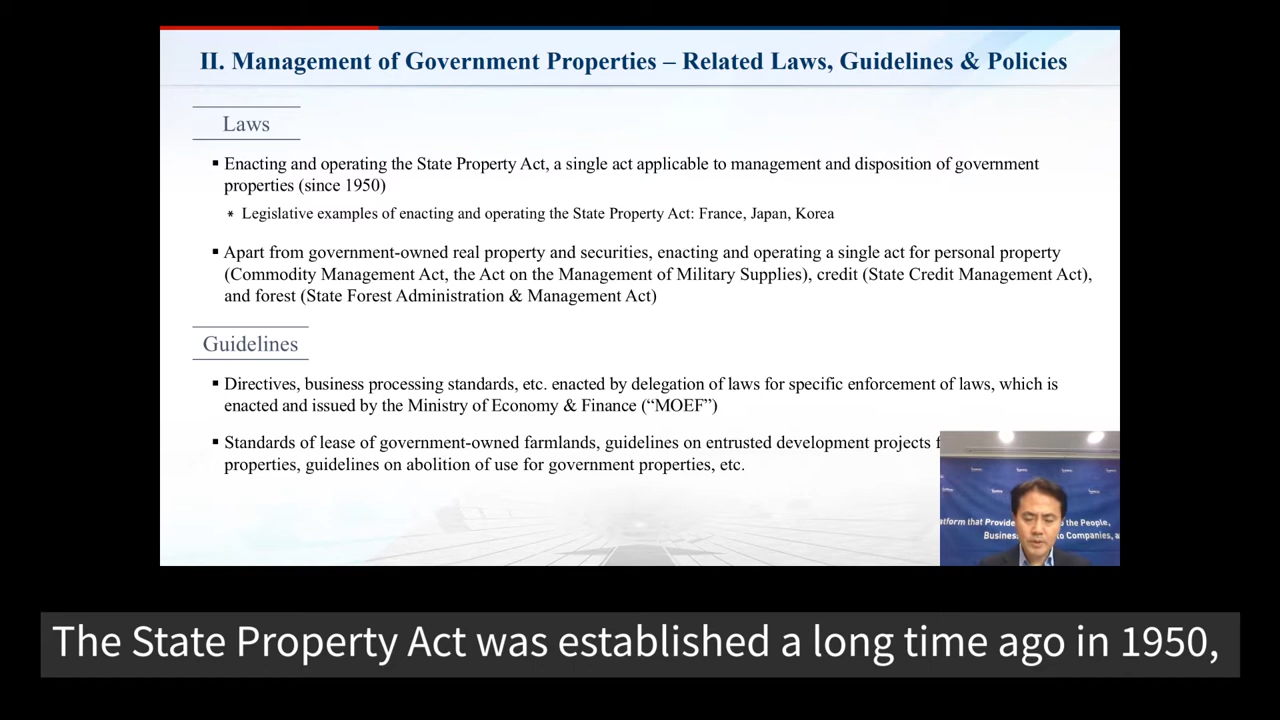 II. Management of Government Properties – Related Laws, Guidelines & Policies
Laws
▪ Enacting and operating the State Property Act, a single act applicable to management and disposition of government
properties (since 1950)
* Legislative examples of enacting and operating the State Property Act: France, Japan, Korea
▪ Apart from government-owned real property and securities, enacting and operating a single act for personal property
(Commodity Management Act, the Act on the Management of Military Supplies), credit (State Credit Management Act),
and forest (State Forest Administration & Management Act)
Guidelines
▪ Directives, business processing standards, etc. enacted by delegation of laws for specific enforcement of laws, which is
enacted and issued by the Ministry of Economy & Finance (“MOEF”)
▪ Standards of lease of government-owned farmlands, guidelines on entrusted development projects
properties, guidelines on abolition of use for government properties, etc.
that Provide the People,
to Companies,
The State Property Act was established a long time ago in 1950,